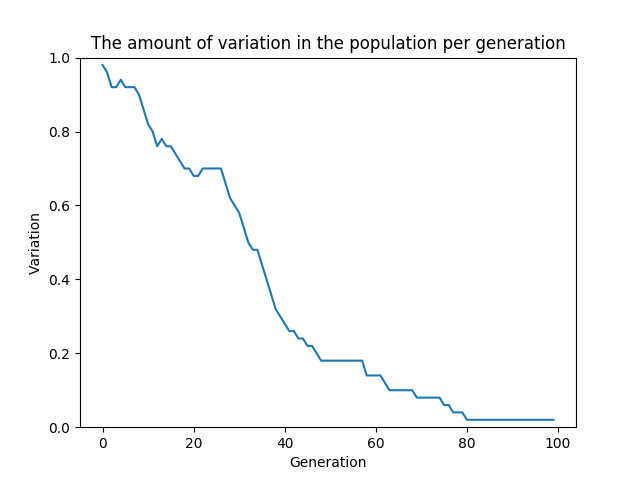 The amount of variation in the population per generation
1.0
0.8
0.6
0.4
0.2
0.0
Variation
0 20 40 60 80 100
Generation